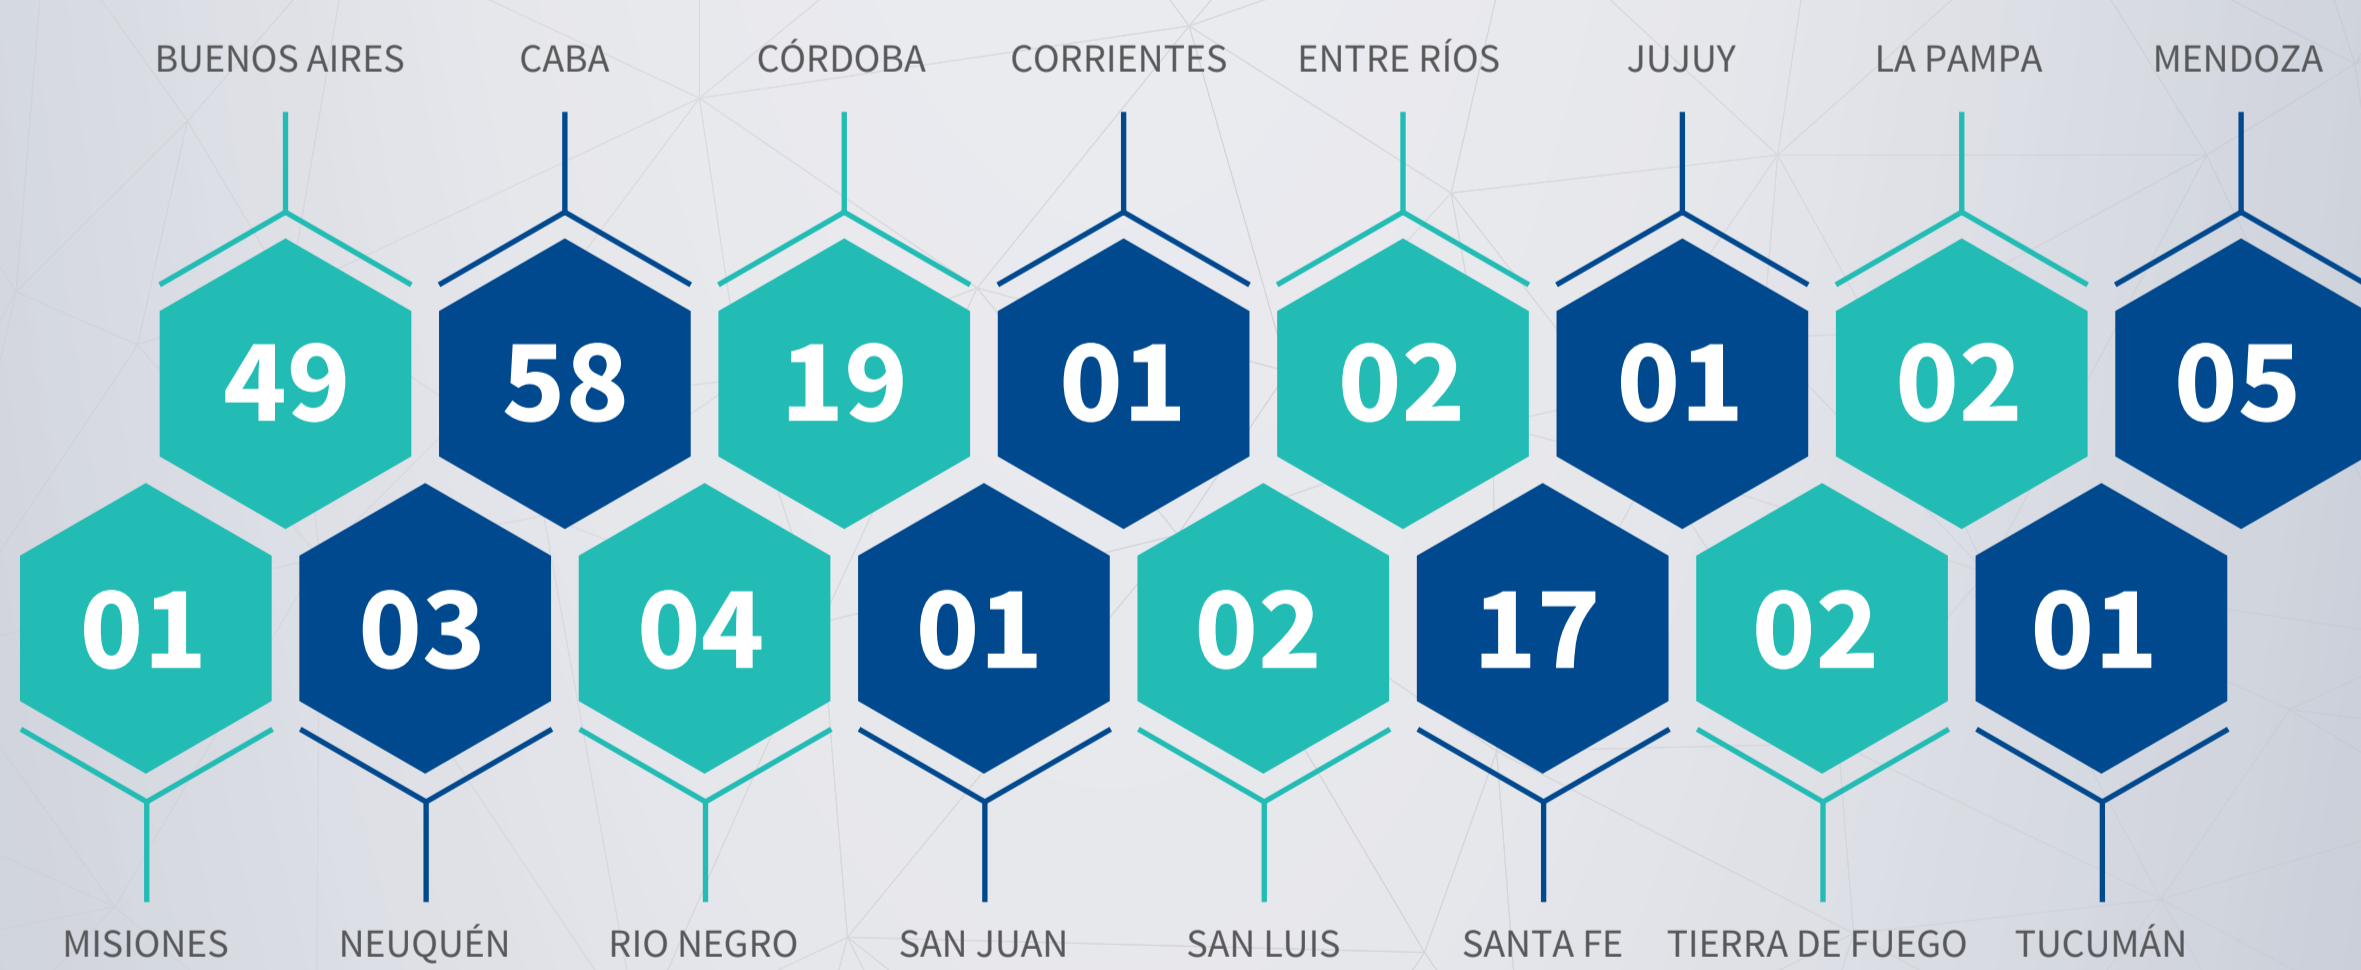 BUENOS AIRES CABA CÓRDOBA CORRIENTES ENTRE RÍOS JUJUY LA PAMPA MENDOZA
49 58 19 01 02 01 02 05
01 03 04 01 02 17 02 01
MISIONES NEUQUÉN RIO NEGRO SAN JUAN SAN LUIS SANTA FE TIERRA DE FUEGO TUCUMÁN